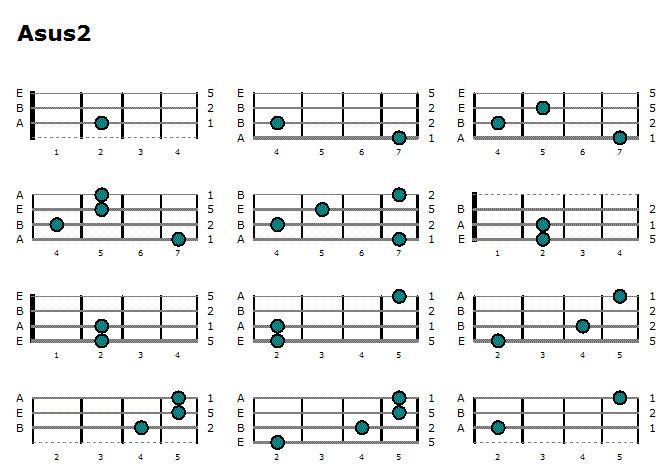 Asus2
E 5 E 5 E 5
B 2 B 2 E 5
A 1 B 2 B 2
A 1 A 1
1 2 3 4 4 5 6 7 4 5 6 7
A 1 B 2
E 5 E 5 B 2
B 2 B 2 A 1
A 1 A 1 E 5
4 5 6 7 4 5 6 7 1 2 3 4
E 5 A 1 A 1
B 2 B 2 B 2
A 1 A 1 B 2
E 5 E 5 E 5
1 2 3 4 2 3 4 5 2 3 4 5
A 1 A 1 A 1
E 5 E 5 B 2
B 2 B 2 A 1
E 5
2 3 4 5 2 3 4 5 2 3 4 5